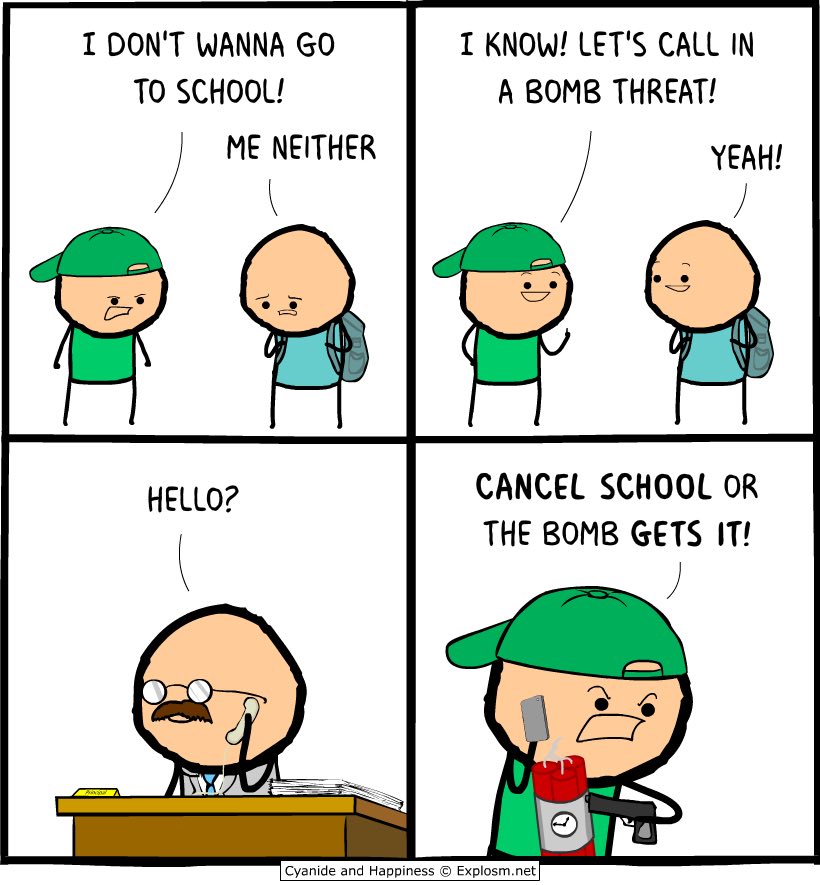 I DON'T WANNA GO
TO SCHOOL!
ME NEITHER
I KNOW! LET'S CALL IN
A BOMB THREAT!
YEAH!
HELLO?
Principal
CANCEL SCHOOL OR
THE BOMB GETS IT!
Cyanide and Happiness © Explosm.net